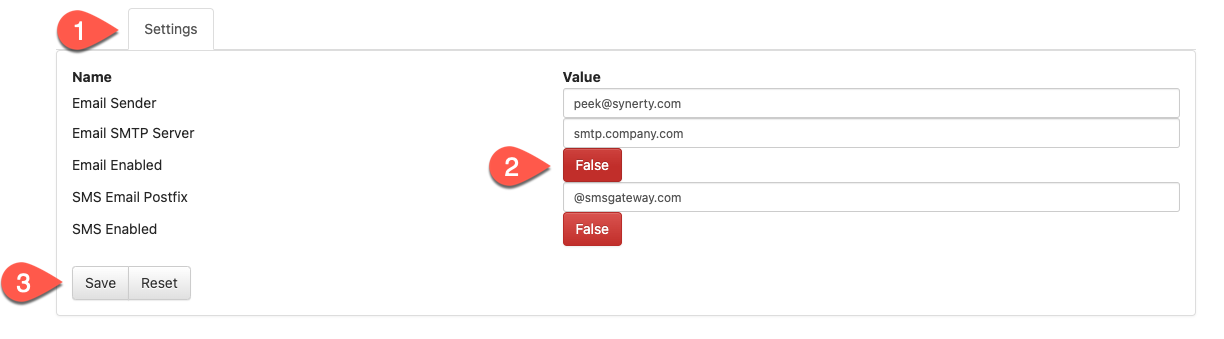 1 Settings
Name Value
Email Sender peek@synerty.com
Email SMTP Server smtp.company.com
Email Enabled 2 False
SMS Email Postfix @smsgateway.com
SMS Enabled False
3 Save Reset